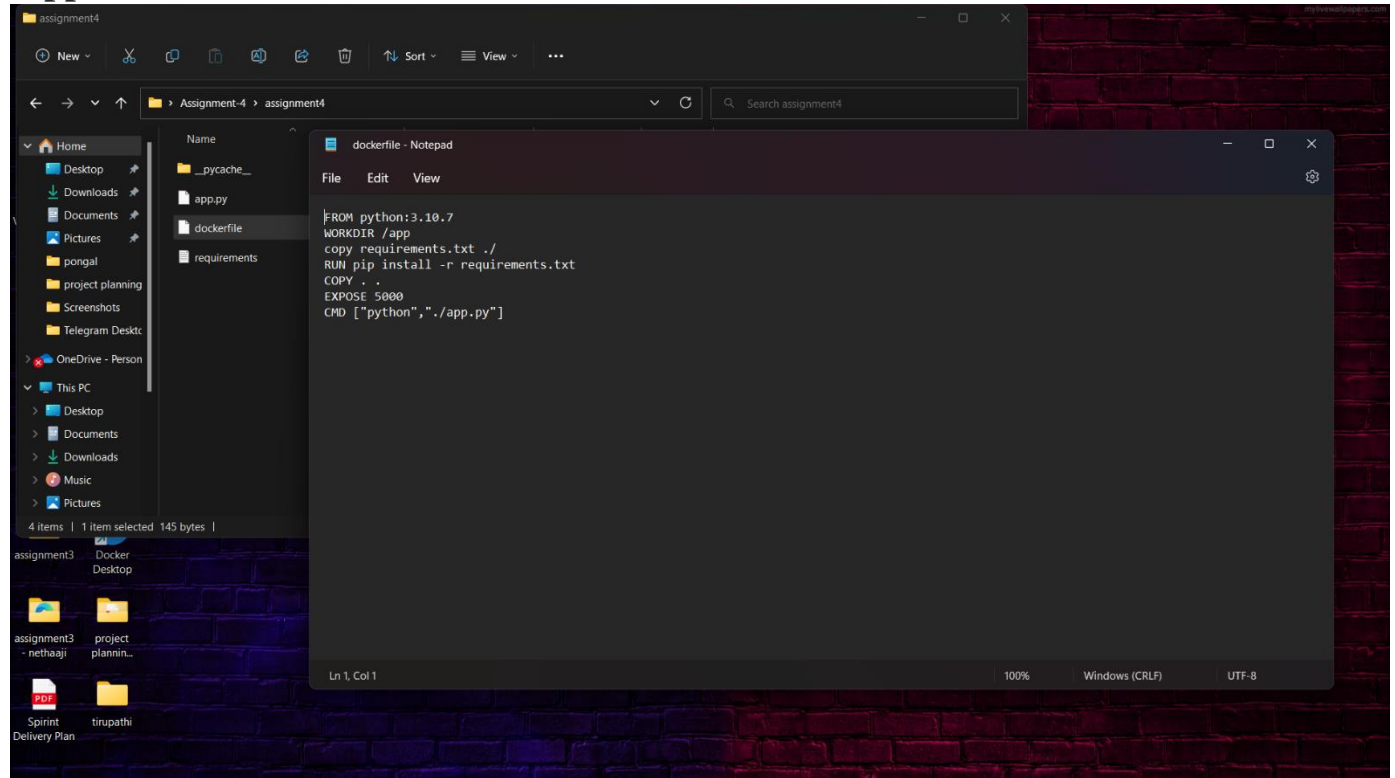 assignment4
mylivewallpapers.com
New
Sort
View
Assignment-4 > assignment4
Search assignment4
Name
Home
Desktop
Downloads
Documents
Pictures
pongal
project planning
Screenshots
Telegram Deskto
OneDrive - Person
This PC
Desktop
Documents
Downloads
Music
Pictures
__pycache__
app.py
dockerfile
requirements
4 items | 1 item selected 145 bytes |
dockerfile - Notepad
File Edit View
FROM python:3.10.7
WORKDIR /app
copy requirements.txt ./
RUN pip install -r requirements.txt
COPY . .
EXPOSE 5000
CMD ["python","./app.py"]
Ln 1, Col 1
100%
Windows (CRLF)
UTF-8
assignment3
Docker
Desktop
assignment3
- nethaaji
project
plannin...
PDF
Spirint
Delivery Plan
tirupathi